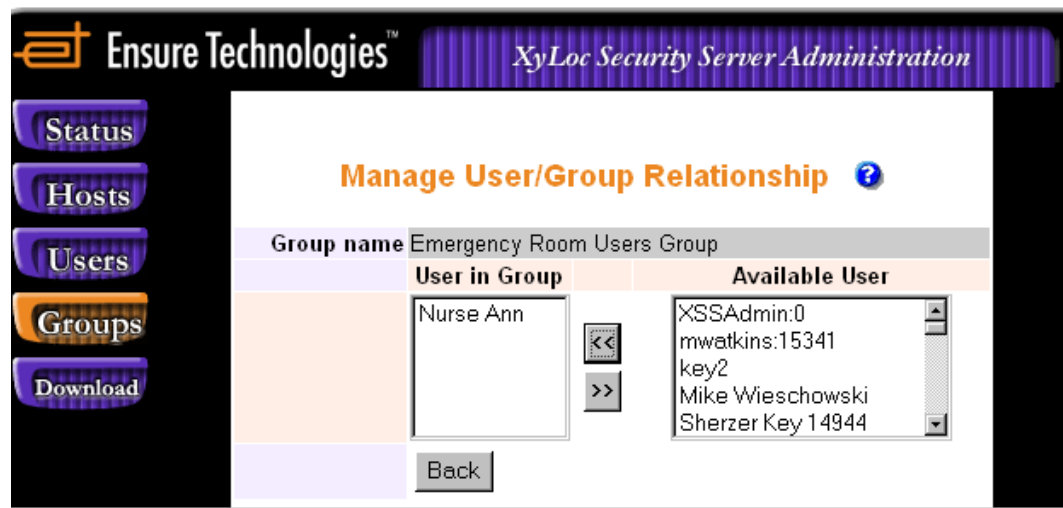 Ensure Technologies™
XyLoc Security Server Administration
Status
Hosts
Users
Groups
Download
Manage User/Group Relationship ?
Group name Emergency Room Users Group
User in Group Available User
Nurse Ann
<<
>>
XSSAdmin:0
mwatkins:15341
key2
Mike Wieschowski
Sherzer Key 14944
Back